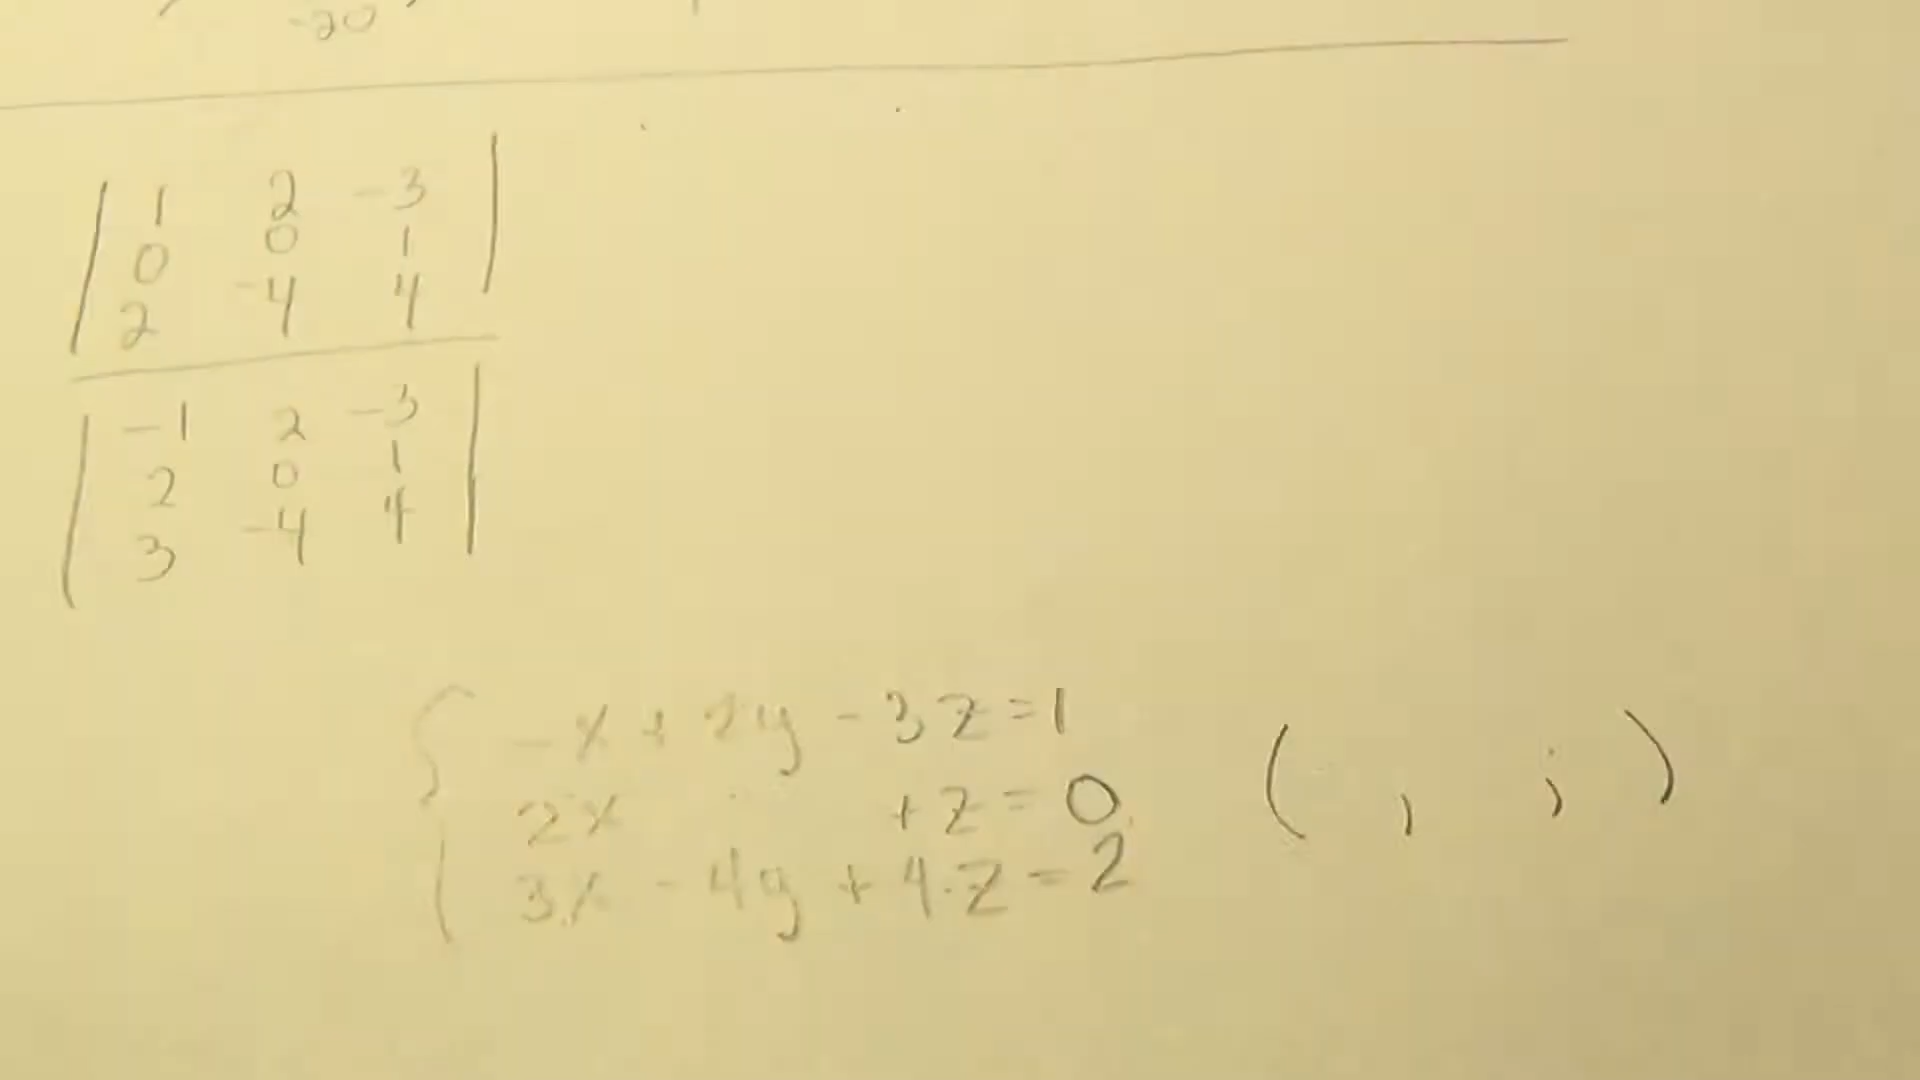 -20
1 2 -3
0 0 1
2 -4 4
-1 2 -3
2 0 1
3 -4 4
-x + 2y - 3z = 1
2x + z = 0
3x - 4y + 4·z = 2
( , , )